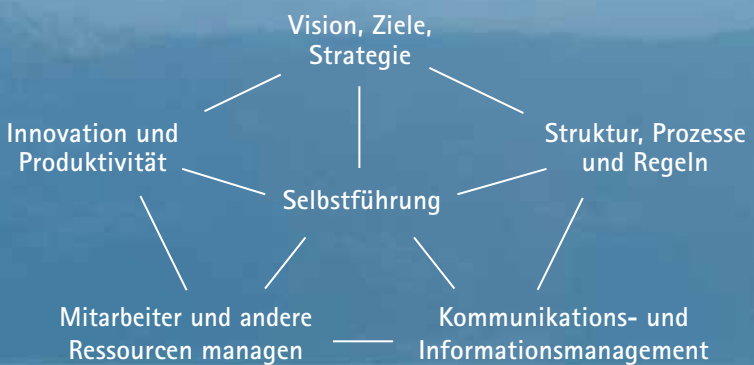 Vision, Ziele,
Strategie
Innovation und
Produktivität
Struktur, Prozesse
und Regeln
Selbstführung
Mitarbeiter und andere
Ressourcen managen
Kommunikations- und
Informationsmanagement